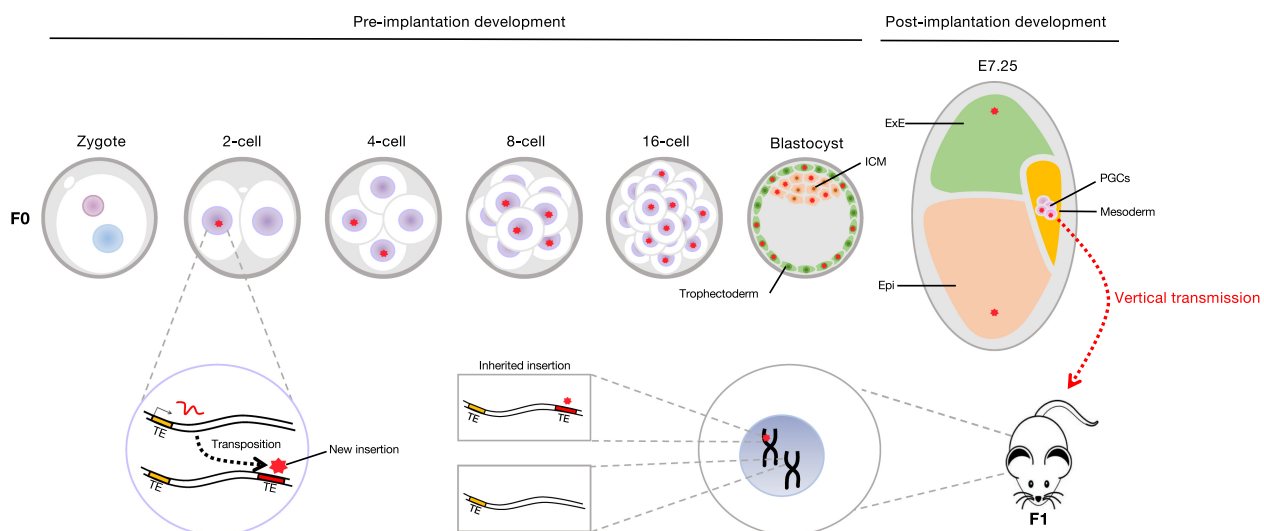 Pre-implantation development
Post-implantation development
E7.25
Zygote
2-cell
4-cell
8-cell
16-cell
Blastocyst
ExE
ICM
PGCs
Mesoderm
F0
Trophectoderm
Epi
Vertical transmission
Inherited insertion
TE
TE
TE
Transposition
New insertion
TE
TE
TE
F1